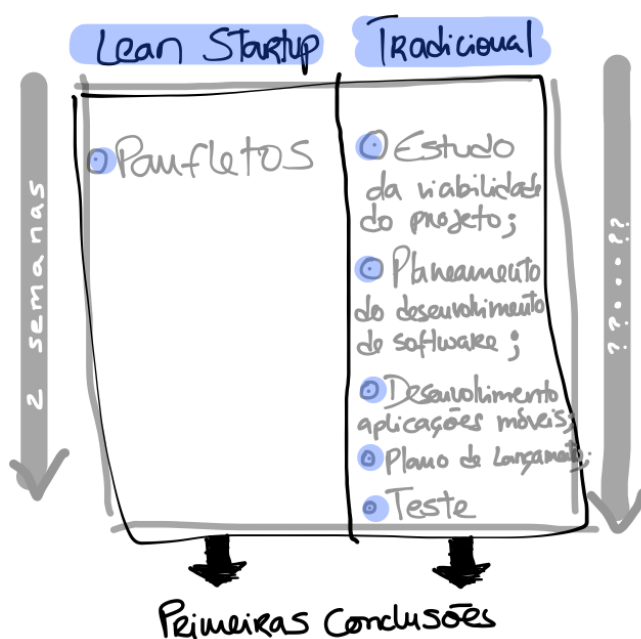 Lean Startup
Tradicional
2 semanas
Panfletos
Estudo
da viabilidade
do projeto;
Planeamento
do desenvolvimento
de software;
Desenvolvimento
aplicações móveis;
Plano de Lançamento;
Teste
??...??
Primeiras Conclusões